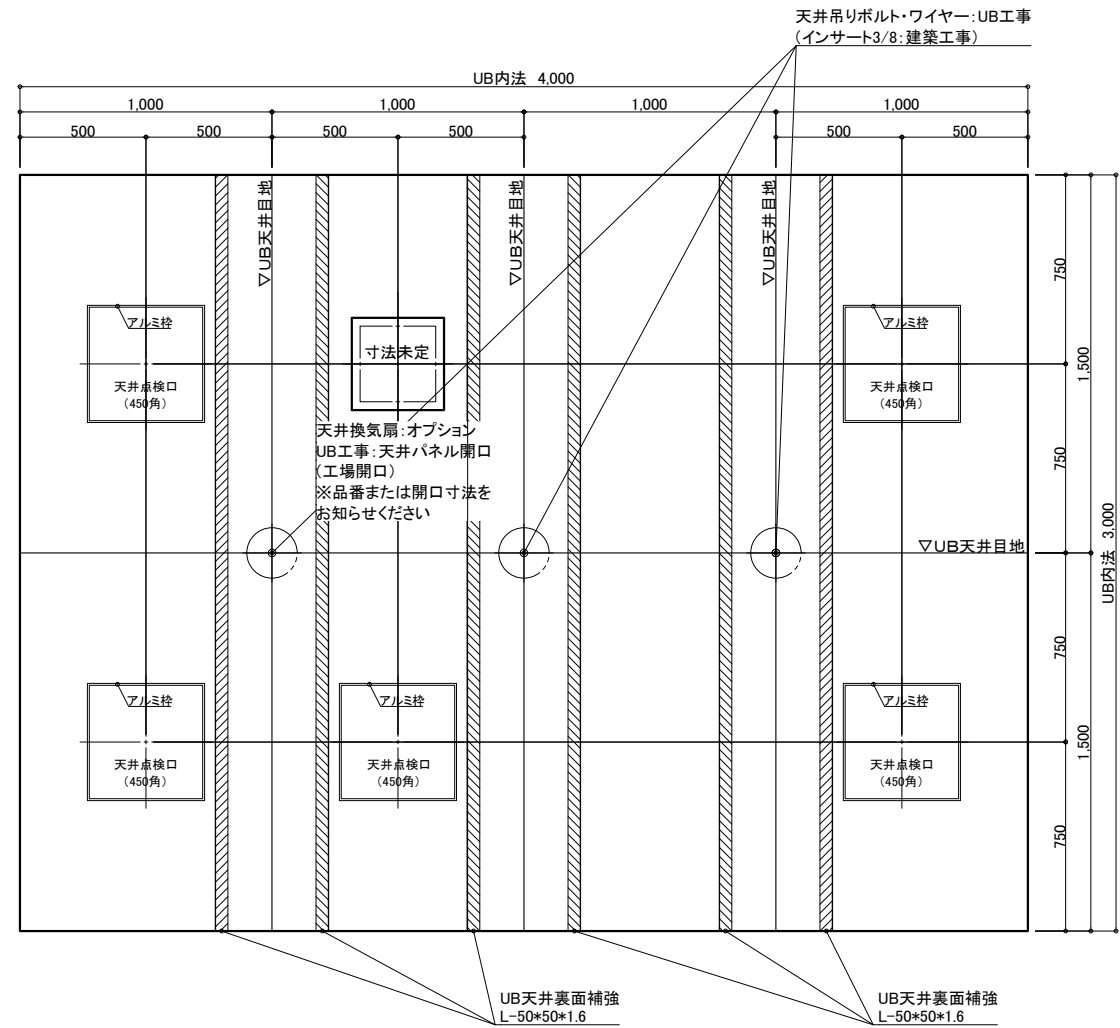 天井吊りボルト・ワイヤー:UB工事
(インサート3/8:建築工事)
UB内法 4,000
1,000
1,000
1,000
1,000
500
500
500
500
500
500
▽UB天井目地
▽UB天井目地
▽UB天井目地
750
1,500
UB内法 3,000
アルミ枠
天井点検口
(450角)
寸法未定
アルミ枠
天井点検口
(450角)
天井換気扇:オプション
UB工事:天井パネル開口
(工場開口)
※品番または開口寸法を
お知らせください
750
▽UB天井目地
750
1,500
アルミ枠
天井点検口
(450角)
アルミ枠
天井点検口
(450角)
アルミ枠
天井点検口
(450角)
750
UB天井裏面補強
L-50*50*1.6
UB天井裏面補強
L-50*50*1.6